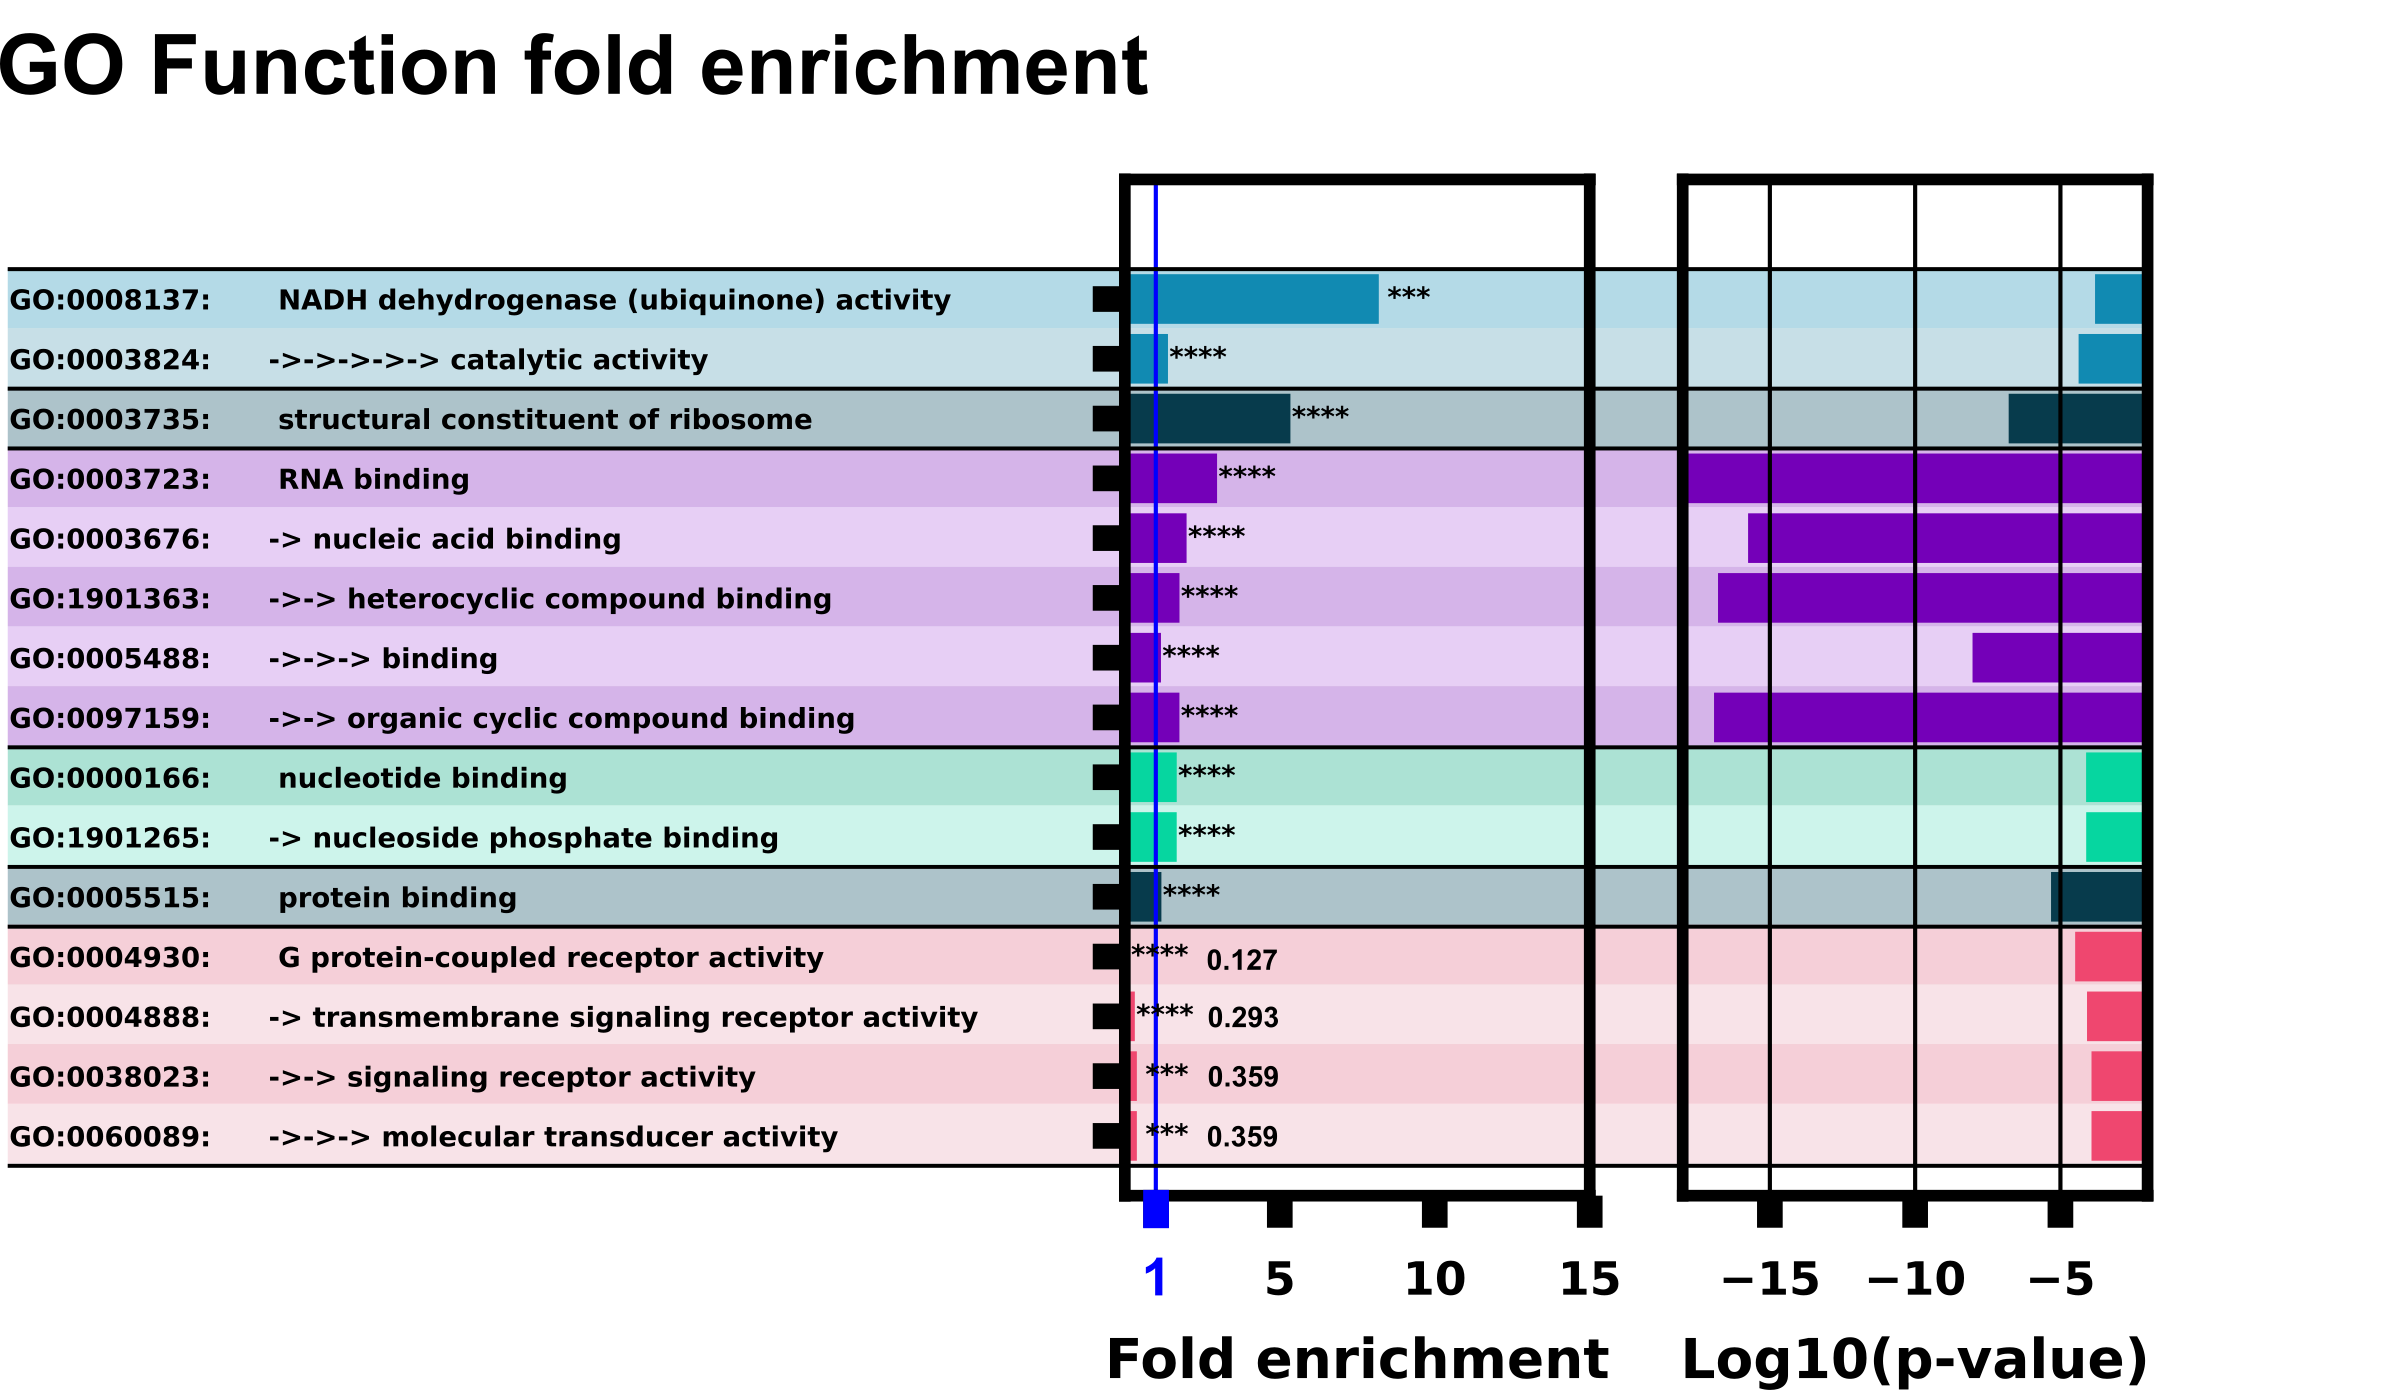 GO Function fold enrichment
GO:0008137: NADH dehydrogenase (ubiquinone) activity ***
GO:0003824: ->->->->-> catalytic activity ****
GO:0003735: structural constituent of ribosome ****
GO:0003723: RNA binding ****
GO:0003676: -> nucleic acid binding ****
GO:1901363: ->-> heterocyclic compound binding ****
GO:0005488: ->->-> binding ****
GO:0097159: ->-> organic cyclic compound binding ****
GO:0000166: nucleotide binding ****
GO:1901265: -> nucleoside phosphate binding ****
GO:0005515: protein binding ****
GO:0004930: G protein-coupled receptor activity **** 0.127
GO:0004888: -> transmembrane signaling receptor activity **** 0.293
GO:0038023: ->-> signaling receptor activity *** 0.359
GO:0060089: ->->-> molecular transducer activity *** 0.359
1 5 10 15 −15 −10 −5
Fold enrichment Log10(p-value)